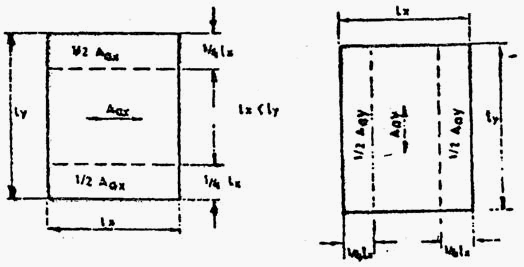 1/2 Aax
1/4 lx
ly
Aax
lx < ly
1/2 Aax
1/4 lx
lx
lx
1/2 Aay
Aay
1/2 Aay
ly
1/4 lx
1/4 lx